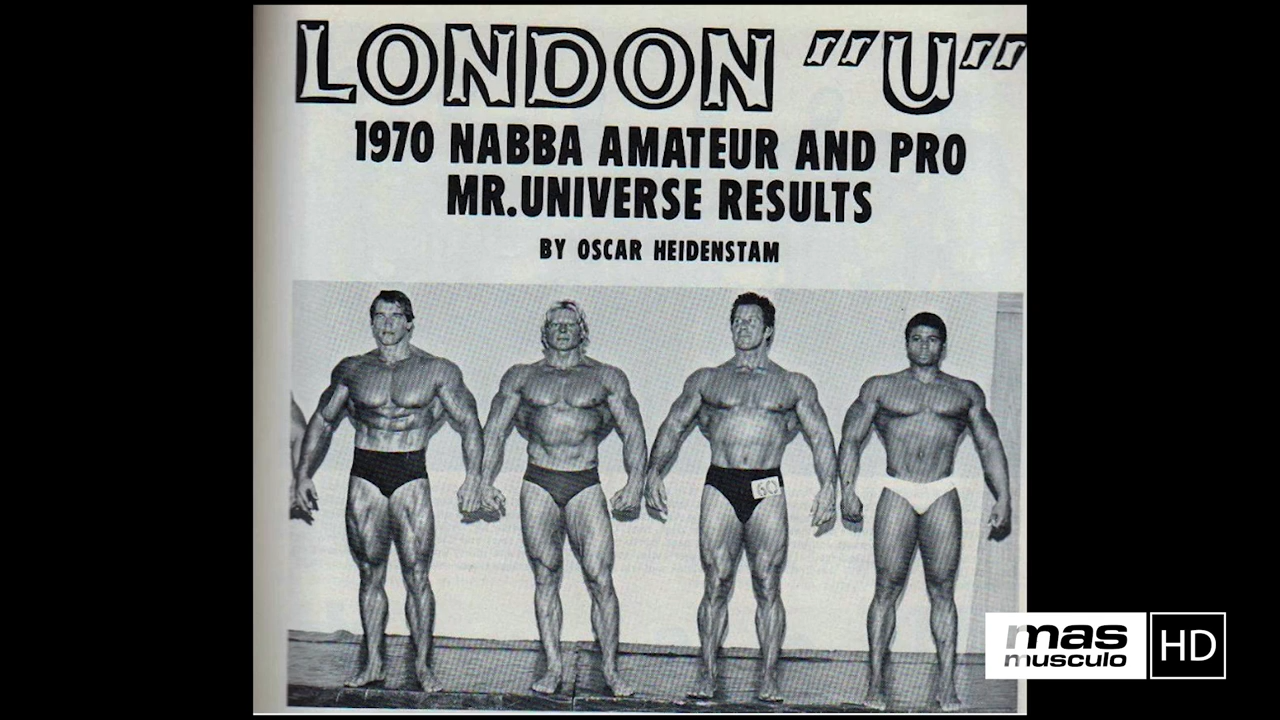 LONDON "U"
1970 NABBA AMATEUR AND PRO
MR.UNIVERSE RESULTS
BY OSCAR HEIDENSTAM
60
mas
musculo
HD